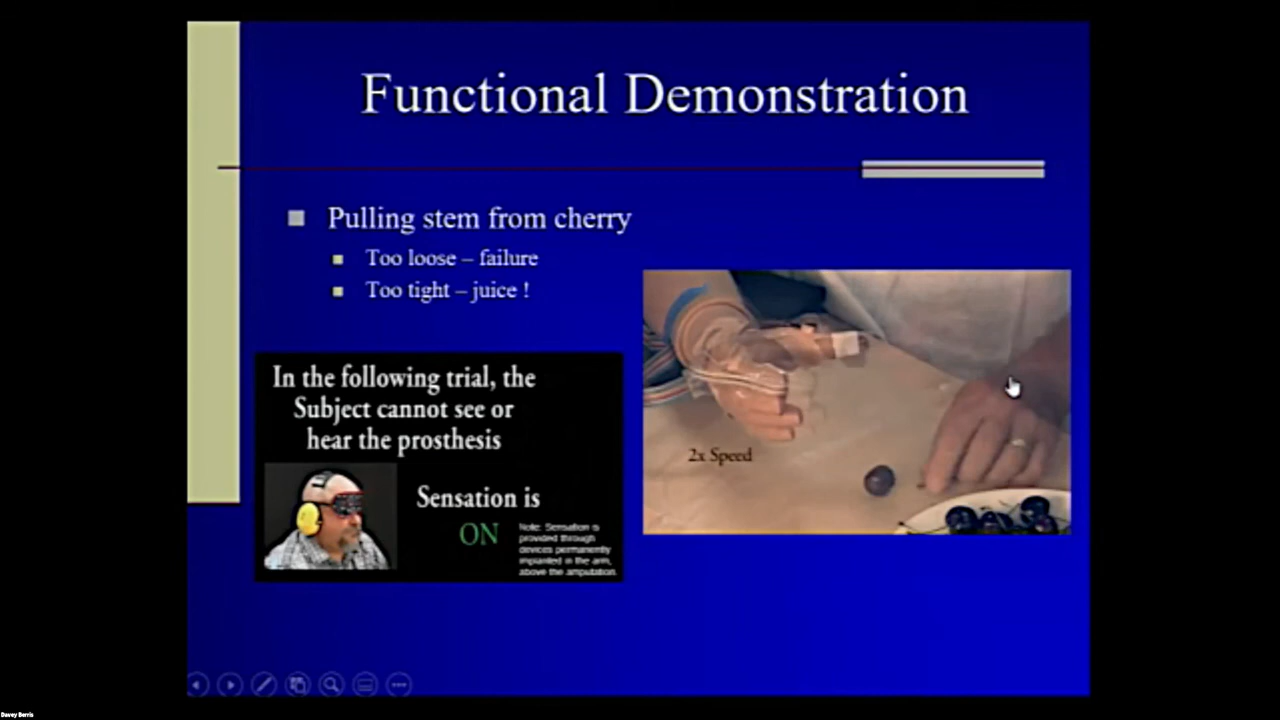 Functional Demonstration
Pulling stem from cherry
Too loose – failure
Too tight – juice !
In the following trial, the
Subject cannot see or
hear the prosthesis
Sensation is
ON
Note: Sensation is
provided through
devices permanently
implanted in the arm,
above the amputation.
2x Speed
Davey Berris